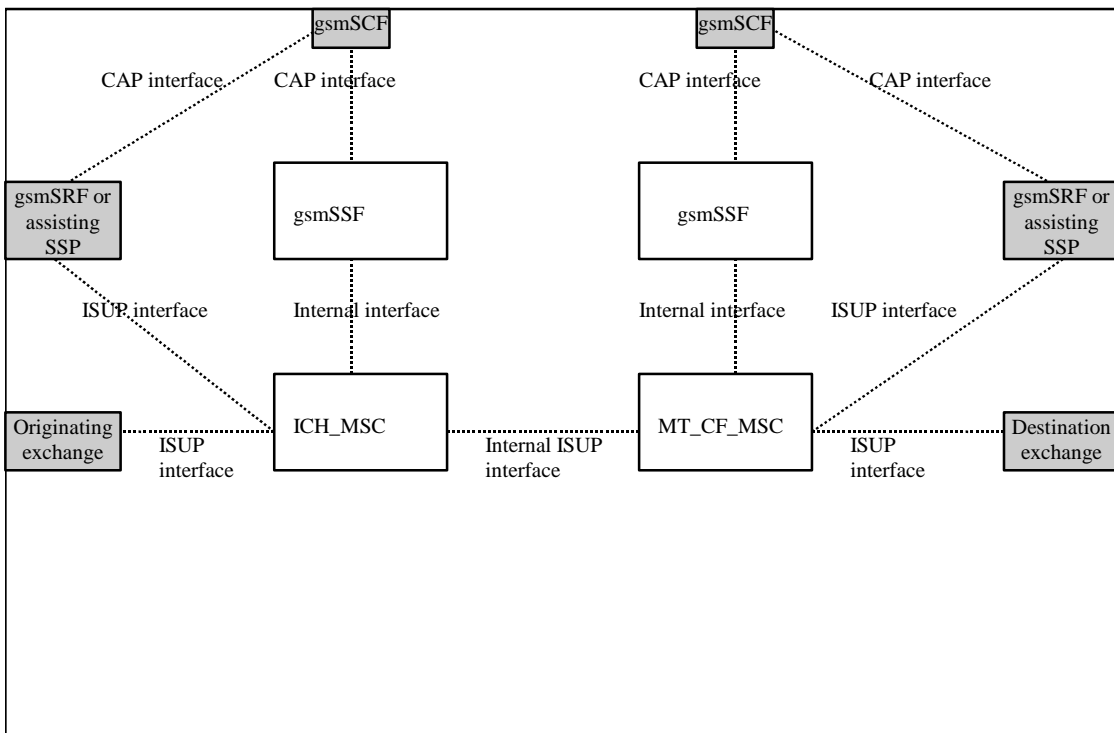 gsmSCF
gsmSCF
CAP interface
CAP interface
CAP interface
CAP interface
gsmSRF or
assisting
SSP
gsmSSF
gsmSSF
gsmSRF or
assisting
SSP
ISUP interface
Internal interface
Internal interface
ISUP interface
Originating
exchange
ISUP
interface
ICH_MSC
Internal ISUP
interface
MT_CF_MSC
ISUP
interface
Destination
exchange